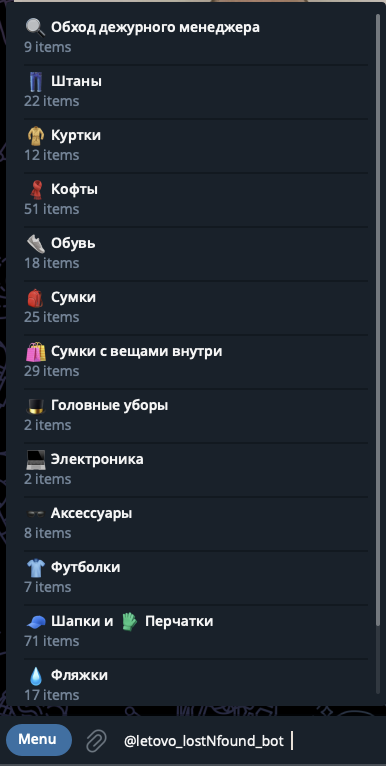 Обход дежурного менеджера
9 items
Штаны
22 items
Куртки
12 items
Кофты
51 items
Обувь
18 items
Сумки
25 items
Сумки с вещами внутри
29 items
Головные уборы
2 items
Электроника
2 items
Аксессуары
8 items
Футболки
7 items
Шапки и Перчатки
71 items
Фляжки
17 items
Menu @letovo_lostNfound_bot